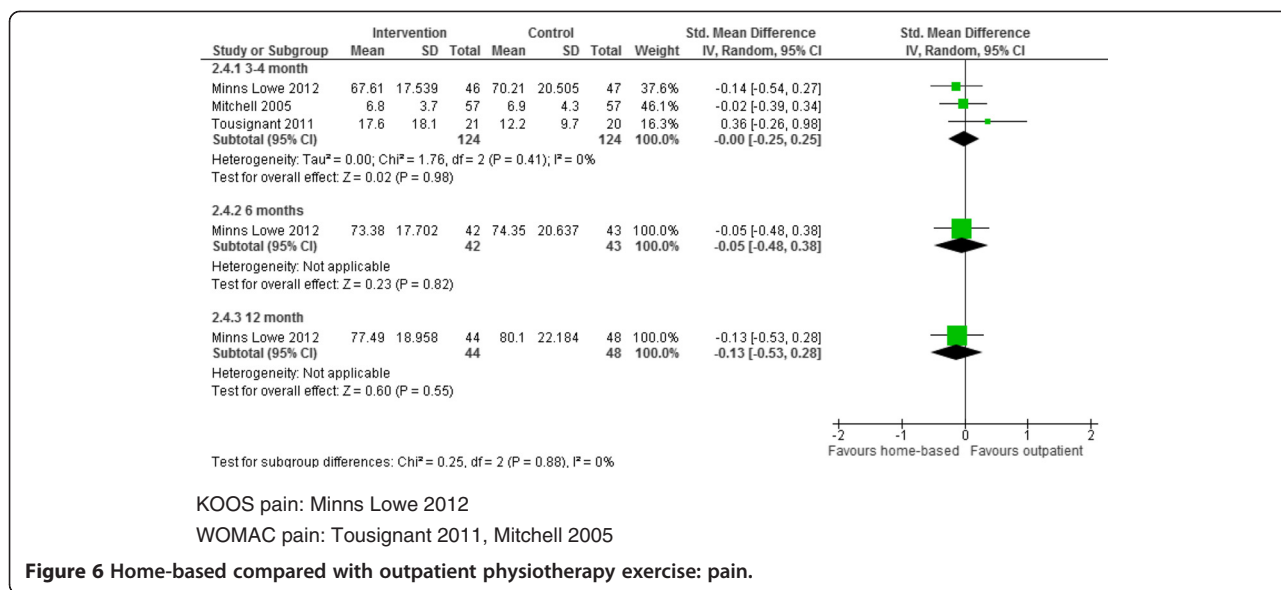 Intervention Control Std. Mean Difference Std. Mean Difference
Study or Subgroup Mean SD Total Mean SD Total Weight IV, Random, 95% CI IV, Random, 95% CI
2.4.1 3-4 month
Minns Lowe 2012 67.61 17.539 46 70.21 20.505 47 37.6% -0.14 [-0.54, 0.27]
Mitchell 2005 6.8 3.7 57 6.9 4.3 57 46.1% -0.02 [-0.39, 0.34]
Tousignant 2011 17.6 18.1 21 12.2 9.7 20 16.3% 0.36 [-0.26, 0.98]
Subtotal (95% CI) 124 124 100.0% -0.00 [-0.25, 0.25]
Heterogeneity: Tau² = 0.00; Chi² = 1.76, df = 2 (P = 0.41); I² = 0%
Test for overall effect: Z = 0.02 (P = 0.98)
2.4.2 6 months
Minns Lowe 2012 73.38 17.702 42 74.35 20.637 43 100.0% -0.05 [-0.48, 0.38]
Subtotal (95% CI) 42 43 100.0% -0.05 [-0.48, 0.38]
Heterogeneity: Not applicable
Test for overall effect: Z = 0.23 (P = 0.82)
2.4.3 12 month
Minns Lowe 2012 77.49 18.958 44 80.1 22.184 48 100.0% -0.13 [-0.53, 0.28]
Subtotal (95% CI) 44 48 100.0% -0.13 [-0.53, 0.28]
Heterogeneity: Not applicable
Test for overall effect: Z = 0.60 (P = 0.55)
-2 -1 0 1 2
Favours home-based Favours outpatient
Test for subgroup differences: Chi² = 0.25, df = 2 (P = 0.88), I² = 0%
KOOS pain: Minns Lowe 2012
WOMAC pain: Tousignant 2011, Mitchell 2005
Figure 6 Home-based compared with outpatient physiotherapy exercise: pain.